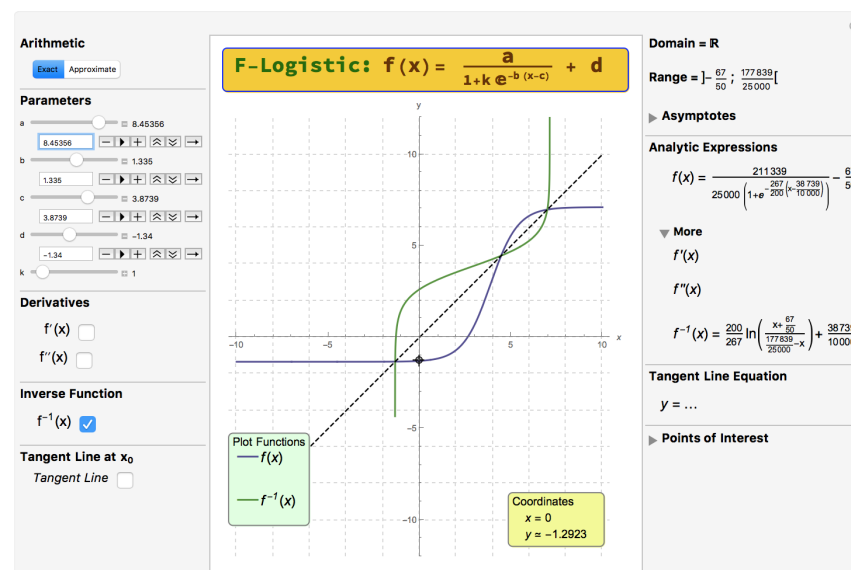 Arithmetic
Exact Approximate
Parameters
a = 8.45356
8.45356
b = 1.335
1.335
c = 3.8739
3.8739
d = -1.34
-1.34
k = 1
Derivatives
f′(x)
f″(x)
Inverse Function
f⁻¹(x)
Tangent Line at x₀
Tangent Line
F-Logistic: f(x) = a / (1+k e^(-b (x-c))) + d
y
10
5
-10 -5 5 10 x
-5
-10
Plot Functions
f(x)
f⁻¹(x)
Coordinates
x = 0
y ≃ -1.2923
Domain = ℝ
Range = ]- 67/50 ; 177839/25000 [
Asymptotes
Analytic Expressions
f(x) = 211339 / (25000 (1+e^(-267/200 (x-38739/10000)))) -
More
f'(x)
f"(x)
f⁻¹(x) = 200/267 ln( (x+67/50) / (177839/25000 -x) ) +
Tangent Line Equation
y = ...
Points of Interest